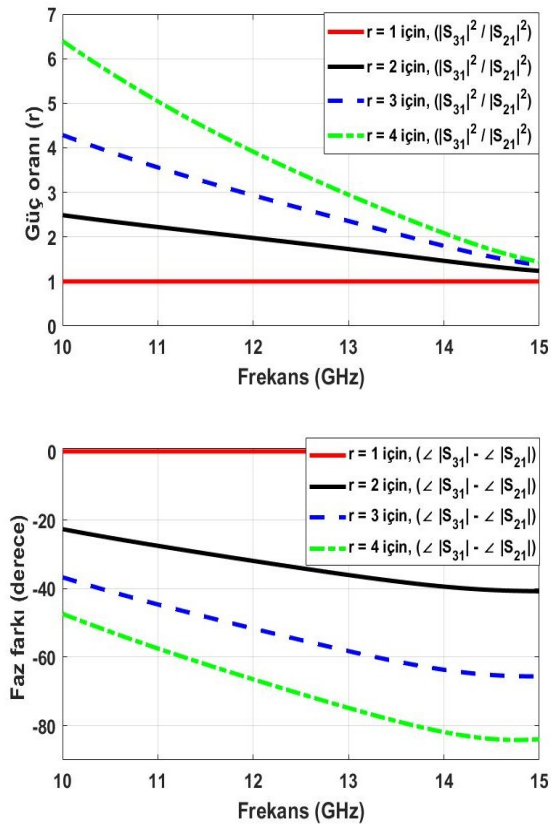 7
6
5
4
3
2
1
0
Güç oranı (r)
r = 1 için, (|S31|² / |S21|²)
r = 2 için, (|S31|² / |S21|²)
r = 3 için, (|S31|² / |S21|²)
r = 4 için, (|S31|² / |S21|²)
10 11 12 13 14 15
Frekans (GHz)
0
-20
-40
-60
-80
Faz farkı (derece)
r = 1 için, (∠ |S31| - ∠ |S21|)
r = 2 için, (∠ |S31| - ∠ |S21|)
r = 3 için, (∠ |S31| - ∠ |S21|)
r = 4 için, (∠ |S31| - ∠ |S21|)
10 11 12 13 14 15
Frekans (GHz)